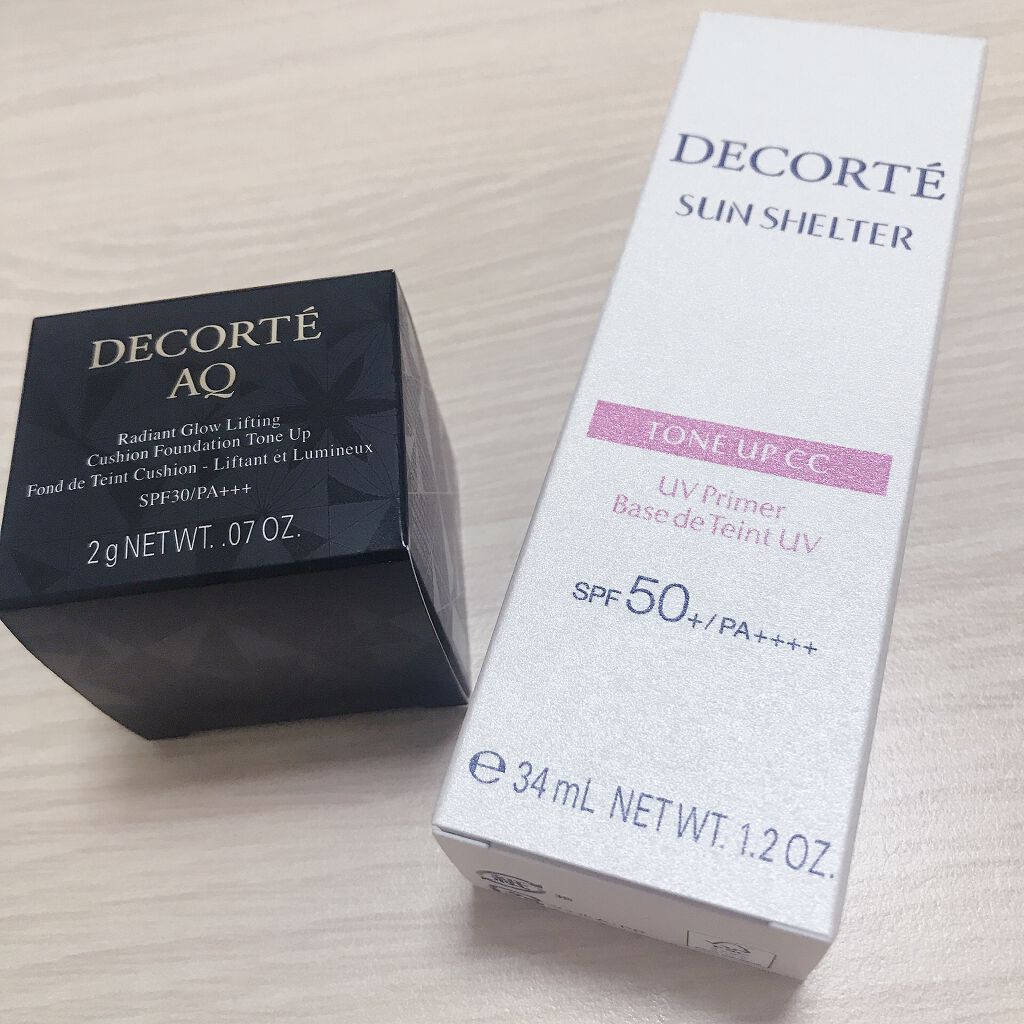 DECORTÉ
AQ
Radiant Glow Lifting
Cushion Foundation Tone Up
Fond de Teint Cushion - Liftant et Lumineux
SPF30/PA+++
2 g NET WT. .07 OZ.
DECORTÉ
SUN SHELTER
TONE UP CC
UV Primer
Base de Teint UV
SPF 50+/PA++++
℮ 34 mL NET WT. 1.2 OZ.